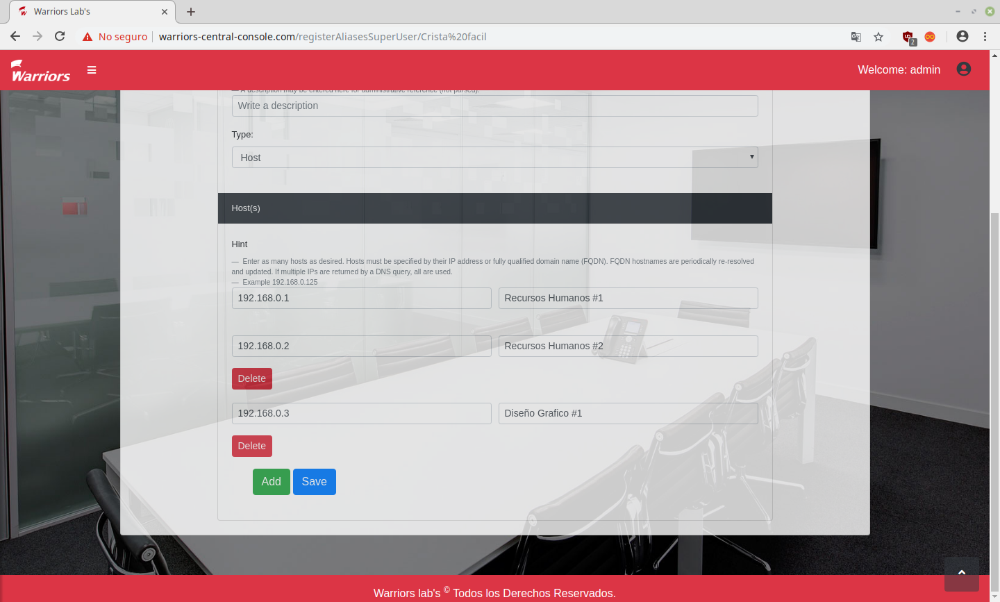 Warriors Lab's
No seguro
warriors-central-console.com/registerAliasesSuperUser/Crista%20facil
2
Warriors
Welcome: admin
— A description may be entered here for administrative reference (not parsed).
Write a description
Type:
Host
Host(s)
Hint
— Enter as many hosts as desired. Hosts must be specified by their IP address or fully qualified domain name (FQDN). FQDN hostnames are periodically re-resolved
and updated. If multiple IPs are returned by a DNS query, all are used.
— Example 192.168.0.125
192.168.0.1 Recursos Humanos #1
192.168.0.2 Recursos Humanos #2
Delete
192.168.0.3 Diseño Grafico #1
Delete
Add Save
Warriors lab's © Todos los Derechos Reservados.